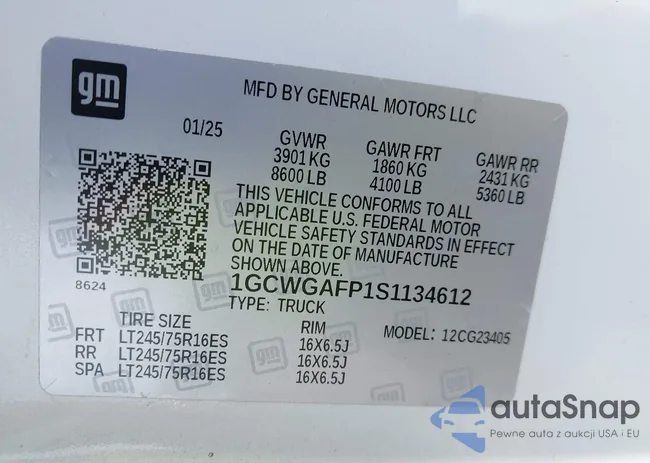 gm
MFD BY GENERAL MOTORS LLC
01/25
GVWR
3901 KG
8600 LB
GAWR FRT
1860 KG
4100 LB
GAWR RR
2431 KG
5360 LB
THIS VEHICLE CONFORMS TO ALL
APPLICABLE U.S. FEDERAL MOTOR
VEHICLE SAFETY STANDARDS IN EFFECT
ON THE DATE OF MANUFACTURE
SHOWN ABOVE.
8624
1GCWGAFP1S1134612
TYPE: TRUCK
TIRE SIZE RIM MODEL: 12CG23405
FRT LT245/75R16ES 16X6.5J
RR LT245/75R16ES 16X6.5J
SPA LT245/75R16ES 16X6.5J
autaSnap
Pewne auta z aukcji USA i EU